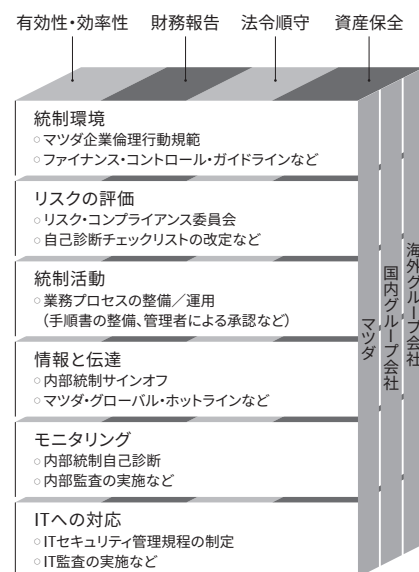 有効性・効率性 財務報告 法令順守 資産保全
統制環境
○マツダ企業倫理行動規範
○ファイナンス・コントロール・ガイドラインなど
リスクの評価
○リスク・コンプライアンス委員会
○自己診断チェックリストの改定など
統制活動
○業務プロセスの整備／運用
（手順書の整備、管理者による承認など）
情報と伝達
○内部統制サインオフ
○マツダ・グローバル・ホットラインなど
モニタリング
○内部統制自己診断
○内部監査の実施など
ITへの対応
○ITセキュリティ管理規程の制定
○IT監査の実施など
マツダ
国内グループ会社
海外グループ会社